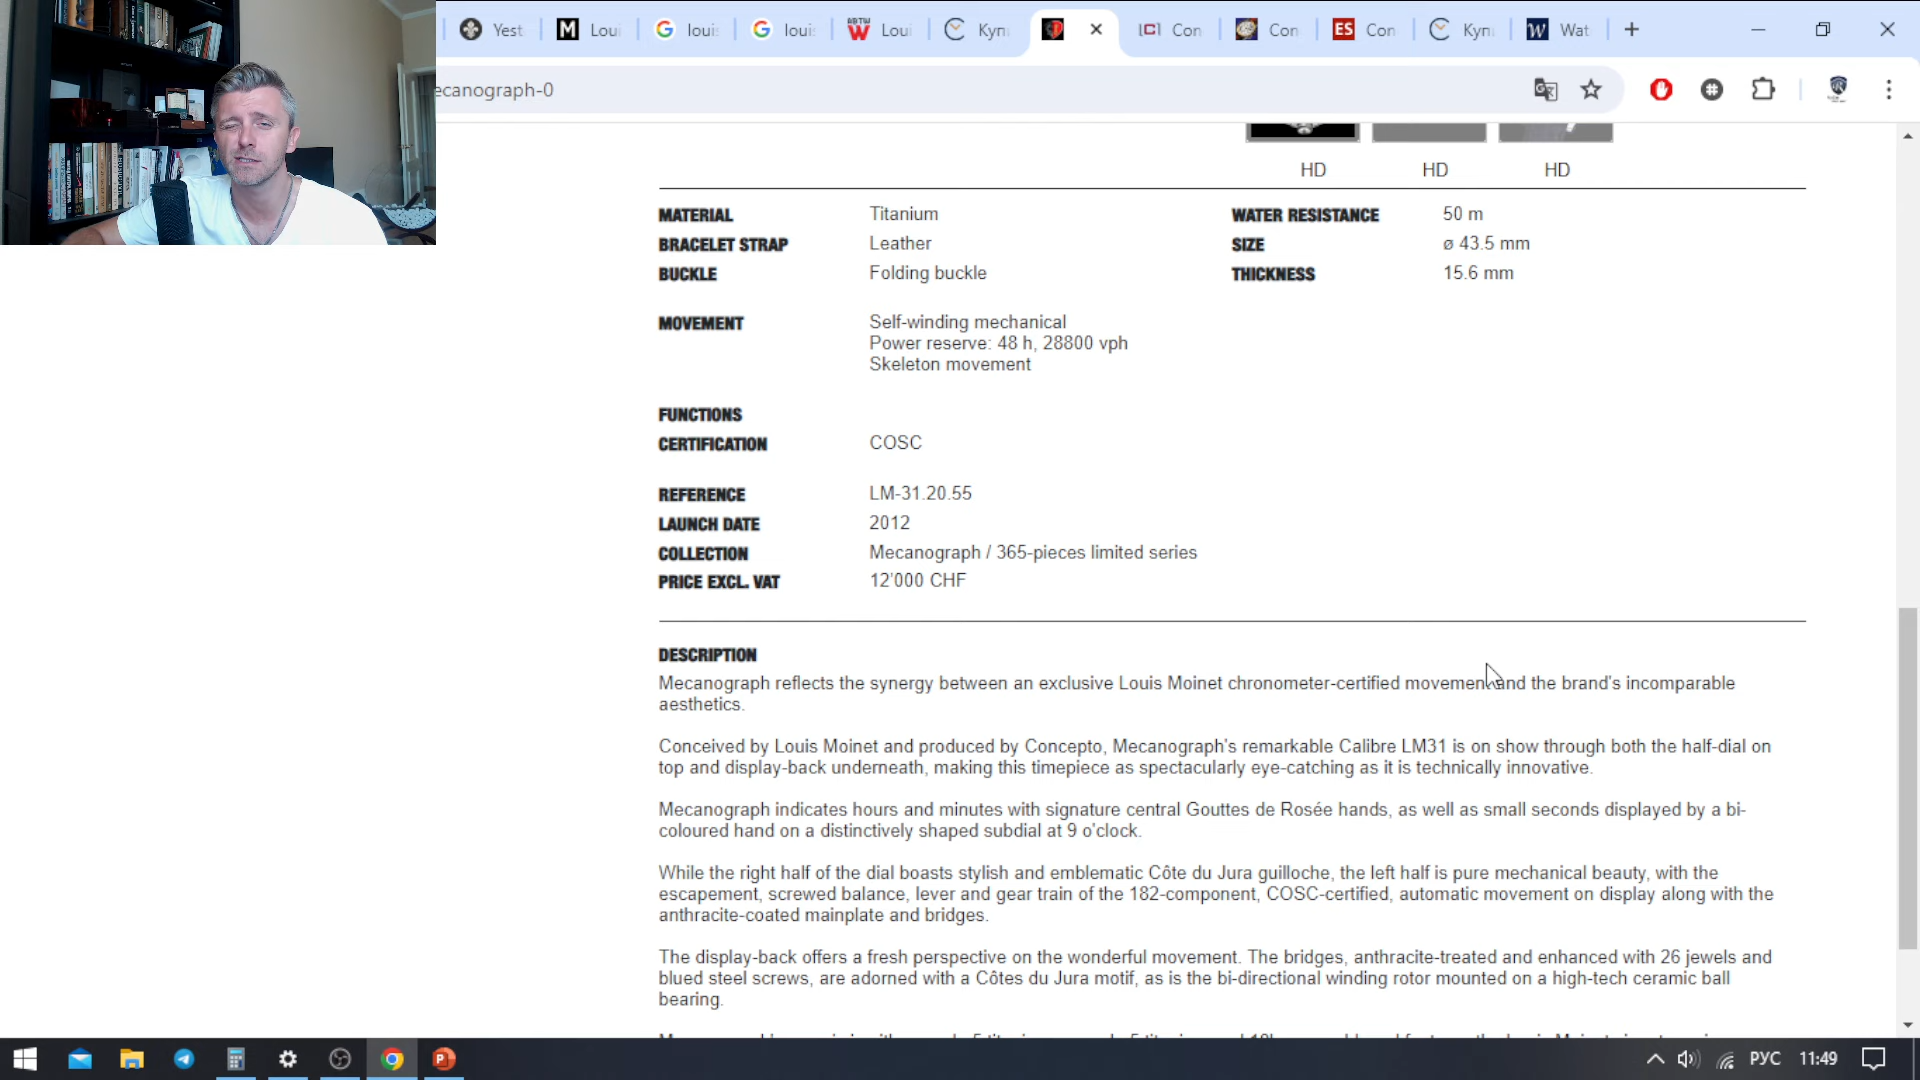 Yest
M Loui
G louis
G louis
ABTW W Loui
Kyn
C Con
Con
ES Con
Kyn
W Wat
ecanograph-0
HD HD HD
MATERIAL Titanium
BRACELET STRAP Leather
BUCKLE Folding buckle
WATER RESISTANCE 50 m
SIZE ø 43.5 mm
THICKNESS 15.6 mm
MOVEMENT Self-winding mechanical
Power reserve: 48 h, 28800 vph
Skeleton movement
FUNCTIONS
CERTIFICATION COSC
REFERENCE LM-31.20.55
LAUNCH DATE 2012
COLLECTION Mecanograph / 365-pieces limited series
PRICE EXCL. VAT 12'000 CHF
DESCRIPTION
Mecanograph reflects the synergy between an exclusive Louis Moinet chronometer-certified movement and the brand's incomparable
aesthetics.
Conceived by Louis Moinet and produced by Concepto, Mecanograph's remarkable Calibre LM31 is on show through both the half-dial on
top and display-back underneath, making this timepiece as spectacularly eye-catching as it is technically innovative.
Mecanograph indicates hours and minutes with signature central Gouttes de Rosée hands, as well as small seconds displayed by a bi-
coloured hand on a distinctively shaped subdial at 9 o'clock.
While the right half of the dial boasts stylish and emblematic Côte du Jura guilloche, the left half is pure mechanical beauty, with the
escapement, screwed balance, lever and gear train of the 182-component, COSC-certified, automatic movement on display along with the
anthracite-coated mainplate and bridges.
The display-back offers a fresh perspective on the wonderful movement. The bridges, anthracite-treated and enhanced with 26 jewels and
blued steel screws, are adorned with a Côtes du Jura motif, as is the bi-directional winding rotor mounted on a high-tech ceramic ball
bearing.
РУС 11:49